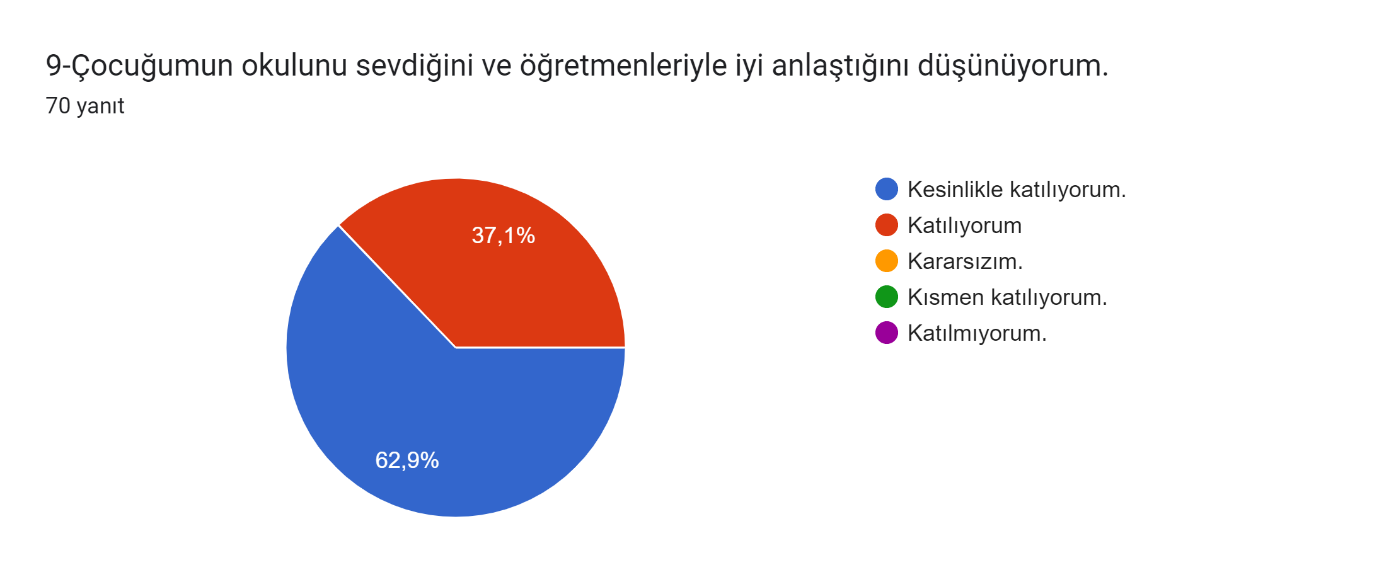 9-Çocuğumun okulunu sevdiğini ve öğretmenleriyle iyi anlaştığını düşünüyorum.
70 yanıt
37,1%
62,9%
Kesinlikle katılıyorum.
Katılıyorum
Kararsızım.
Kısmen katılıyorum.
Katılmıyorum.